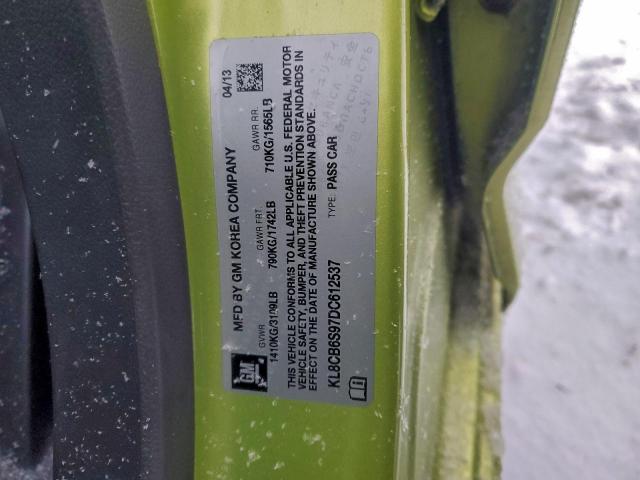 GM
MFD BY GM KOREA COMPANY 04/13
GVWR GAWR FRT. GAWR RR.
1410KG/3109LB 790KG/1742LB 710KG/1565LB
THIS VEHICLE CONFORMS TO ALL APPLICABLE U.S. FEDERAL MOTOR
VEHICLE SAFETY, BUMPER, AND THEFT PREVENTION STANDARDS IN
EFFECT ON THE DATE OF MANUFACTURE SHOWN ABOVE.
KL8CB6S97DC612537 TYPE: PASS CAR